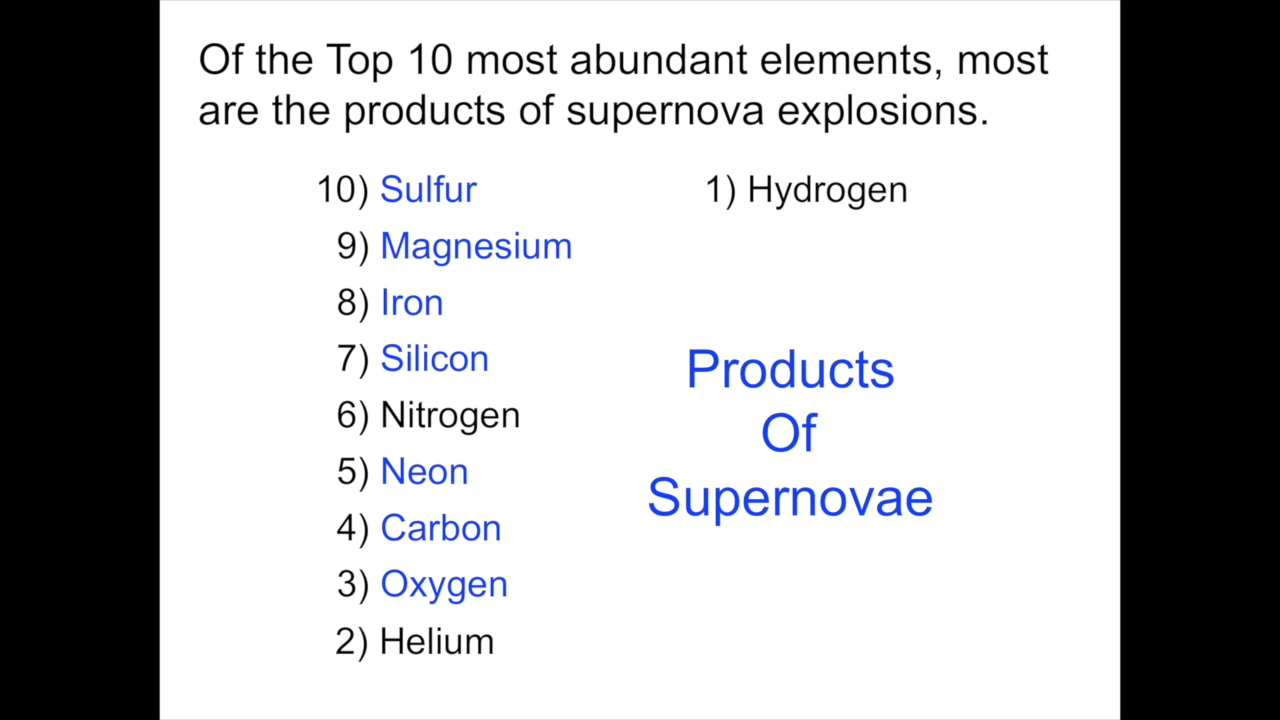 Of the Top 10 most abundant elements, most
are the products of supernova explosions.
10) Sulfur
9) Magnesium
8) Iron
7) Silicon
6) Nitrogen
5) Neon
4) Carbon
3) Oxygen
2) Helium
1) Hydrogen
Products
Of
Supernovae